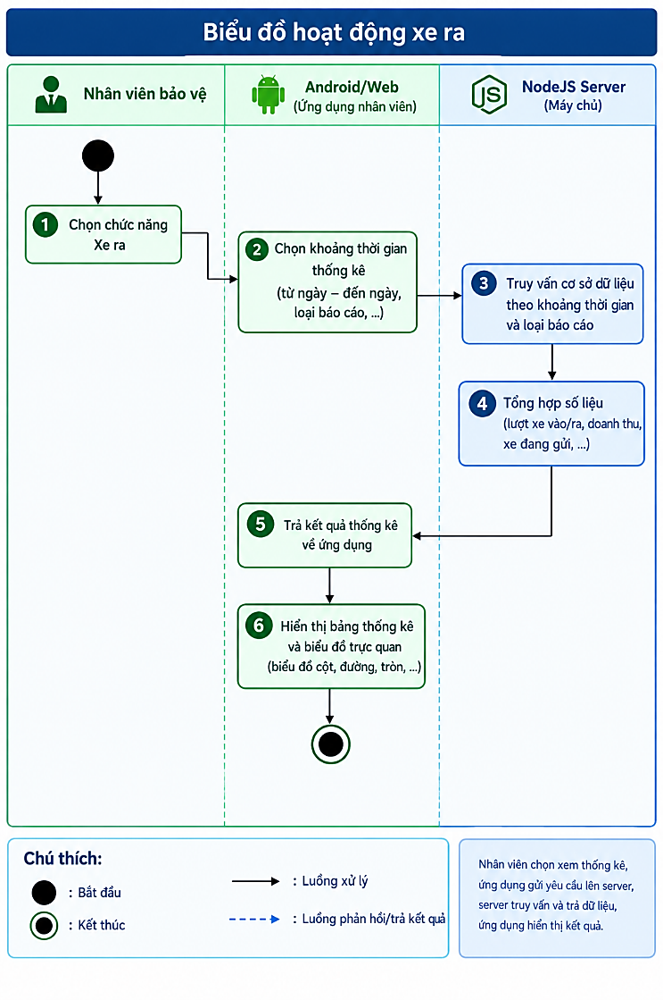 Biểu đồ hoạt động xe ra
Nhân viên bảo vệ
Android/Web
(Ứng dụng nhân viên)
JS
NodeJS Server
(Máy chủ)
1
Chọn chức năng
Xe ra
2
Chọn khoảng thời gian
thống kê
(từ ngày – đến ngày,
loại báo cáo, ...)
3
Truy vấn cơ sở dữ liệu
theo khoảng thời gian
và loại báo cáo
4
Tổng hợp số liệu
(lượt xe vào/ra, doanh thu,
xe đang gửi, ...)
5
Trả kết quả thống kê
về ứng dụng
6
Hiển thị bảng thống kê
và biểu đồ trực quan
(biểu đồ cột, đường, tròn, ...)
Chú thích:
: Bắt đầu
: Kết thúc
: Luồng xử lý
: Luồng phản hồi/trả kết quả
Nhân viên chọn xem thống kê,
ứng dụng gửi yêu cầu lên server,
server truy vấn và trả dữ liệu,
ứng dụng hiển thị kết quả.